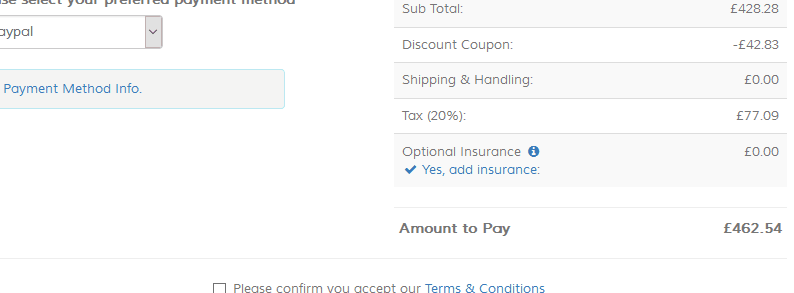 se select your preferred payment method
aypal
Payment Method Info.
Sub Total: £428.28
Discount Coupon: -£42.83
Shipping & Handling: £0.00
Tax (20%): £77.09
Optional Insurance £0.00
Yes, add insurance:
Amount to Pay £462.54
Please confirm you accept our Terms & Conditions